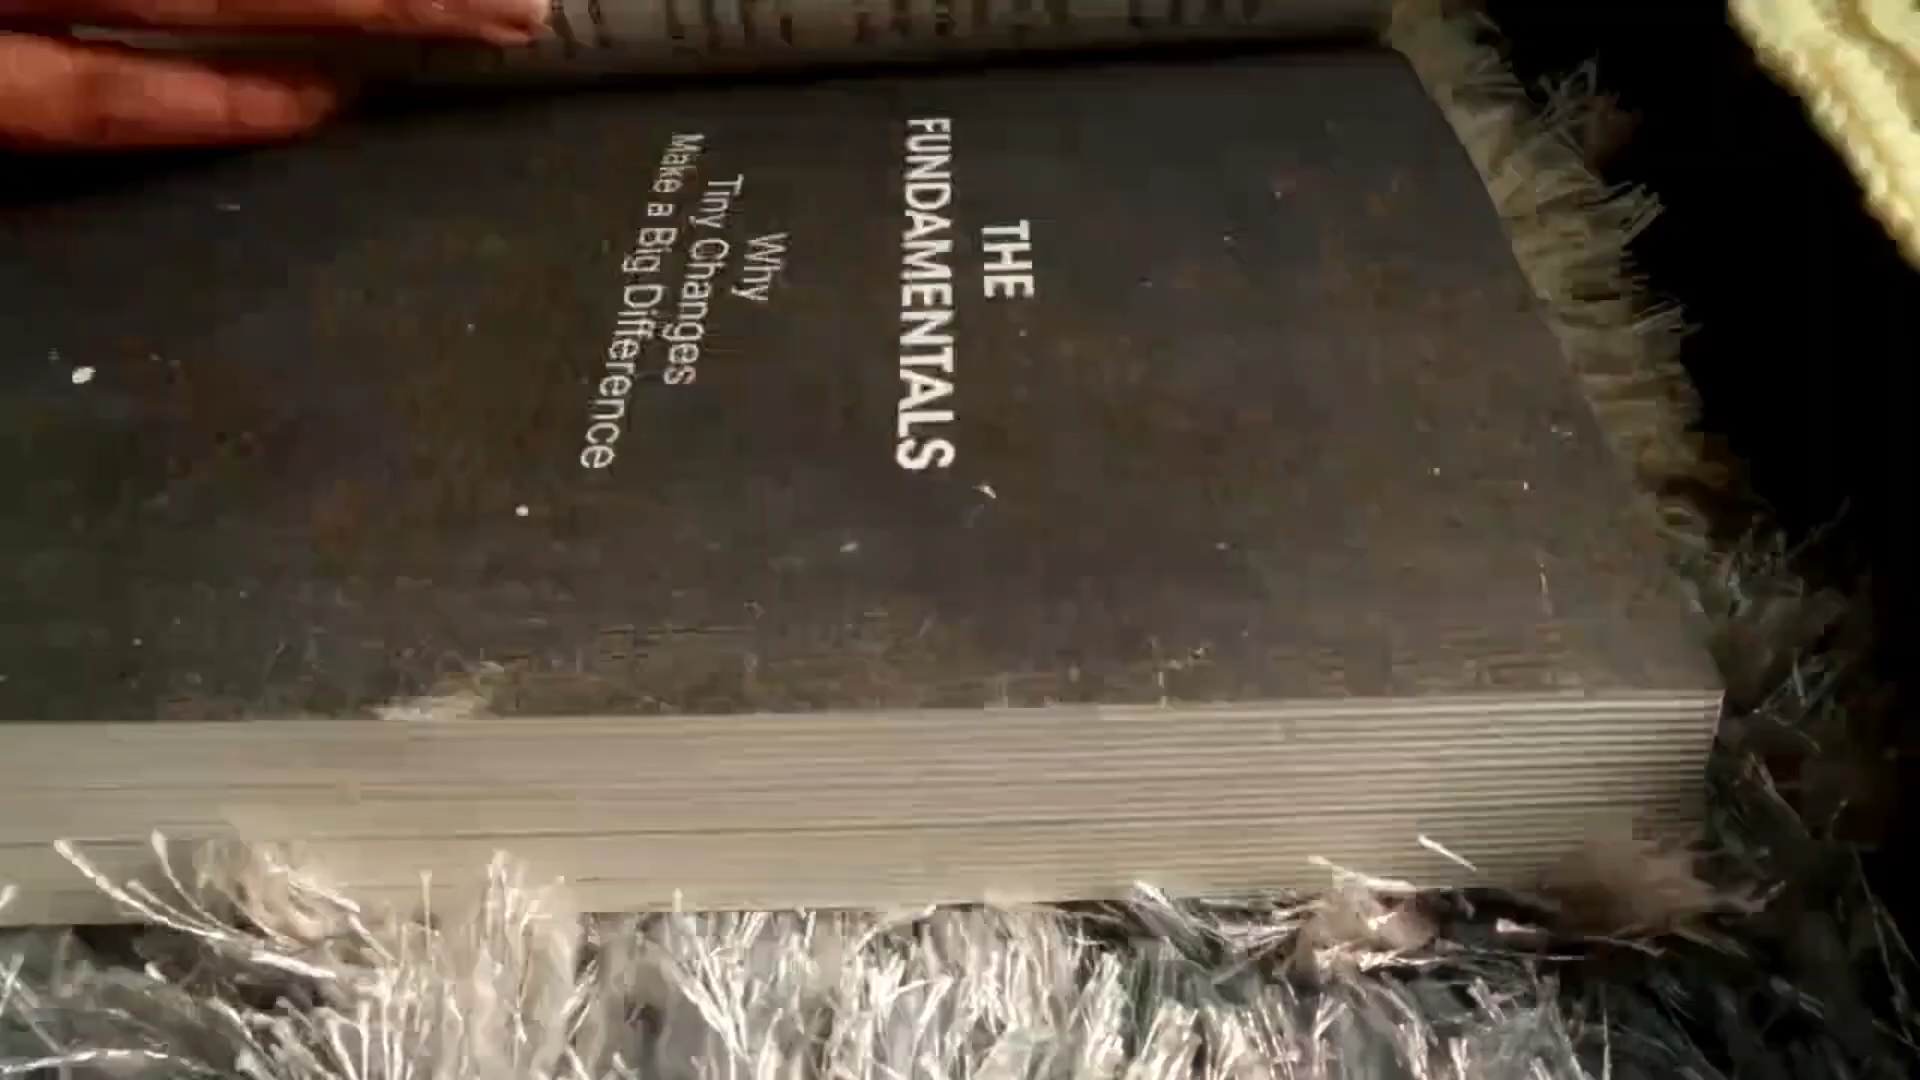 THE
FUNDAMENTALS
Why
Tiny Changes
Make a Big Difference